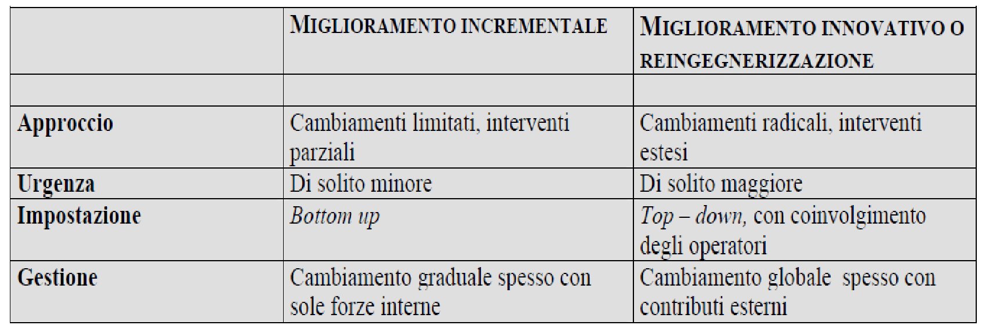 MIGLIORAMENTO INCREMENTALE
MIGLIORAMENTO INNOVATIVO O
REINGEGNERIZZAZIONE
Approccio
Cambiamenti limitati, interventi
parziali
Cambiamenti radicali, interventi
estesi
Urgenza
Di solito minore
Di solito maggiore
Impostazione
Bottom up
Top – down, con coinvolgimento
degli operatori
Gestione
Cambiamento graduale spesso con
sole forze interne
Cambiamento globale  spesso con
contributi esterni